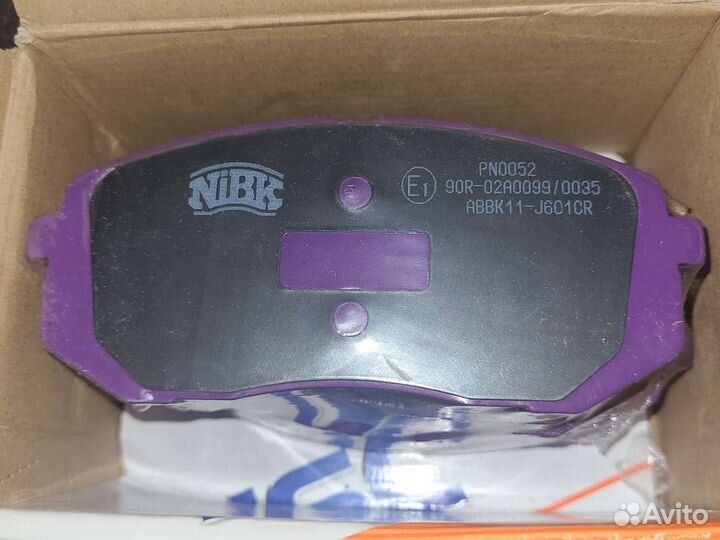 NiBK
PN0052
E1 90R-02A0099/0035
ABBK11-J601CR
Avito